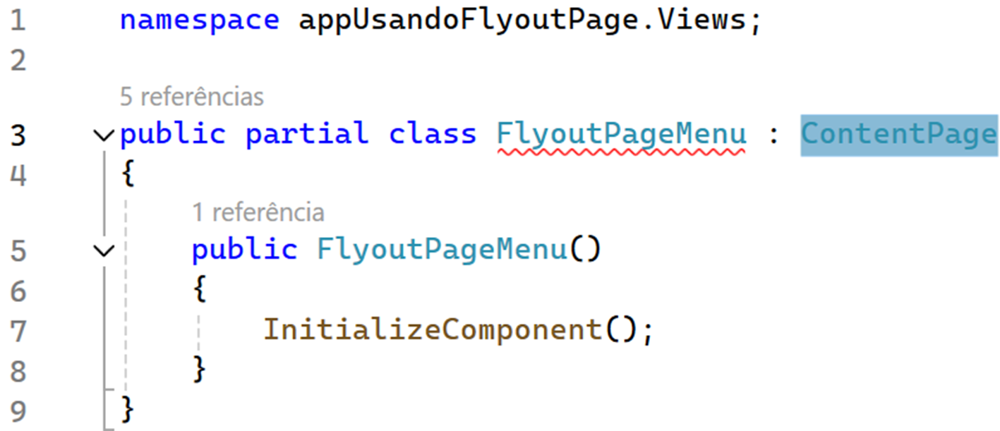 1 namespace appUsandoFlyoutPage.Views;
2
5 referências
3 public partial class FlyoutPageMenu : ContentPage
4 {
1 referência
5 public FlyoutPageMenu()
6 {
7 InitializeComponent();
8 }
9 }